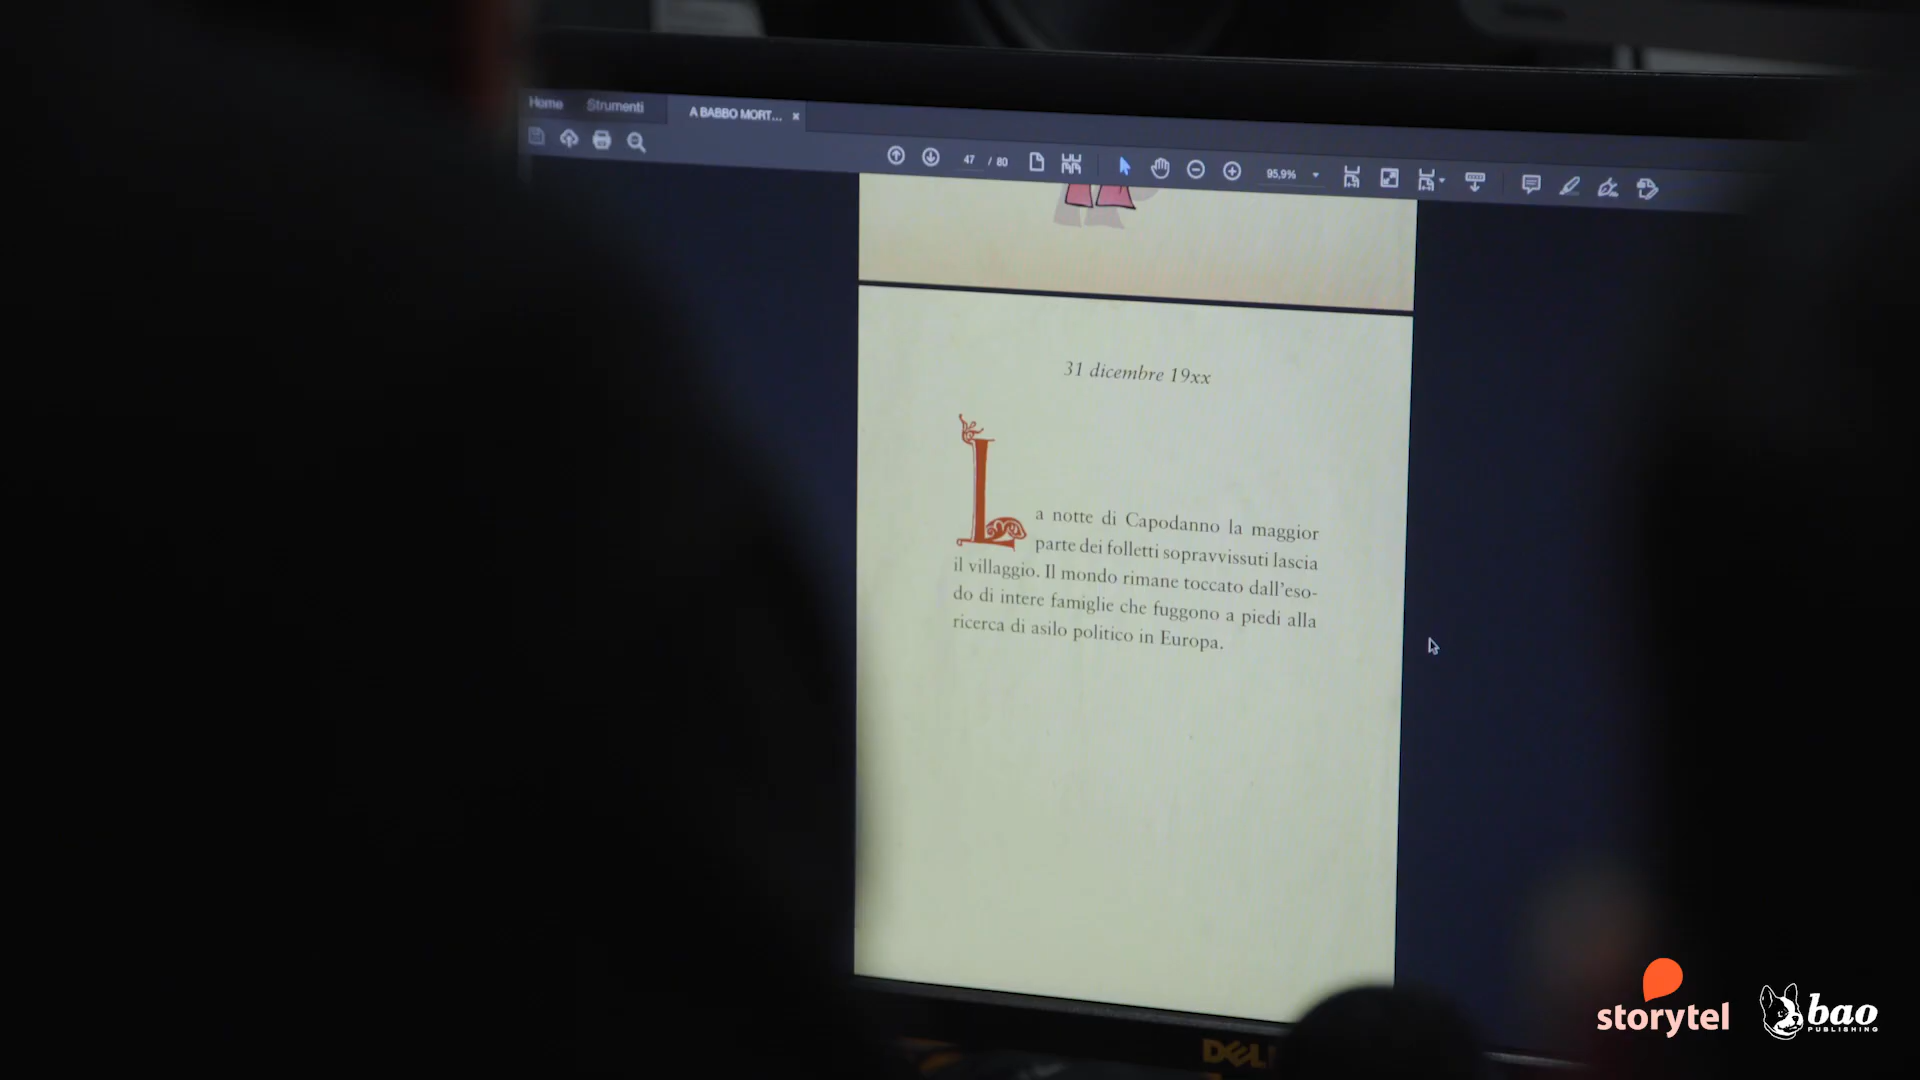 Home Strumenti A BABBO MORT... ×
47 / 80 95,9%
31 dicembre 19xx
La notte di Capodanno la maggior
parte dei folletti sopravvissuti lascia
il villaggio. Il mondo rimane toccato dall'eso-
do di intere famiglie che fuggono a piedi alla
ricerca di asilo politico in Europa.
DELL
storytel
bao
PUBLISHING